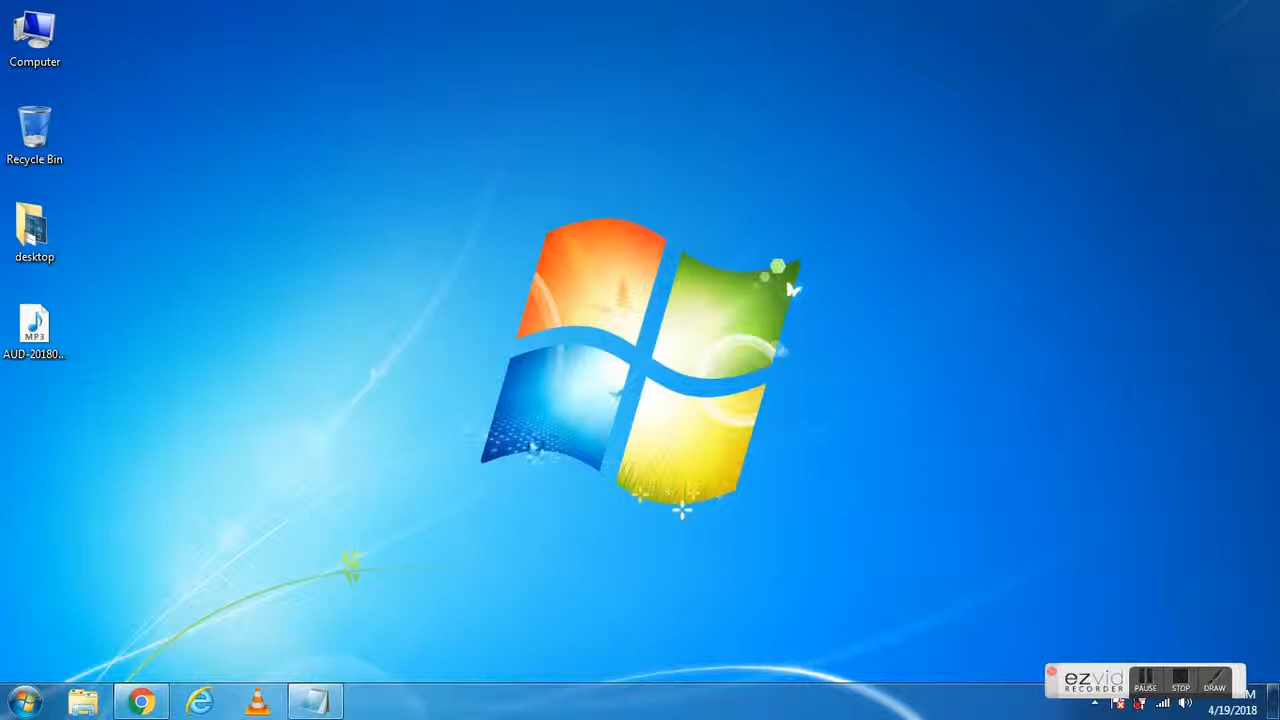 Computer
Recycle Bin
desktop
MP3
AUD-20180...
ezvid
RECORDER
PAUSE
STOP
DRAW
4/19/2018